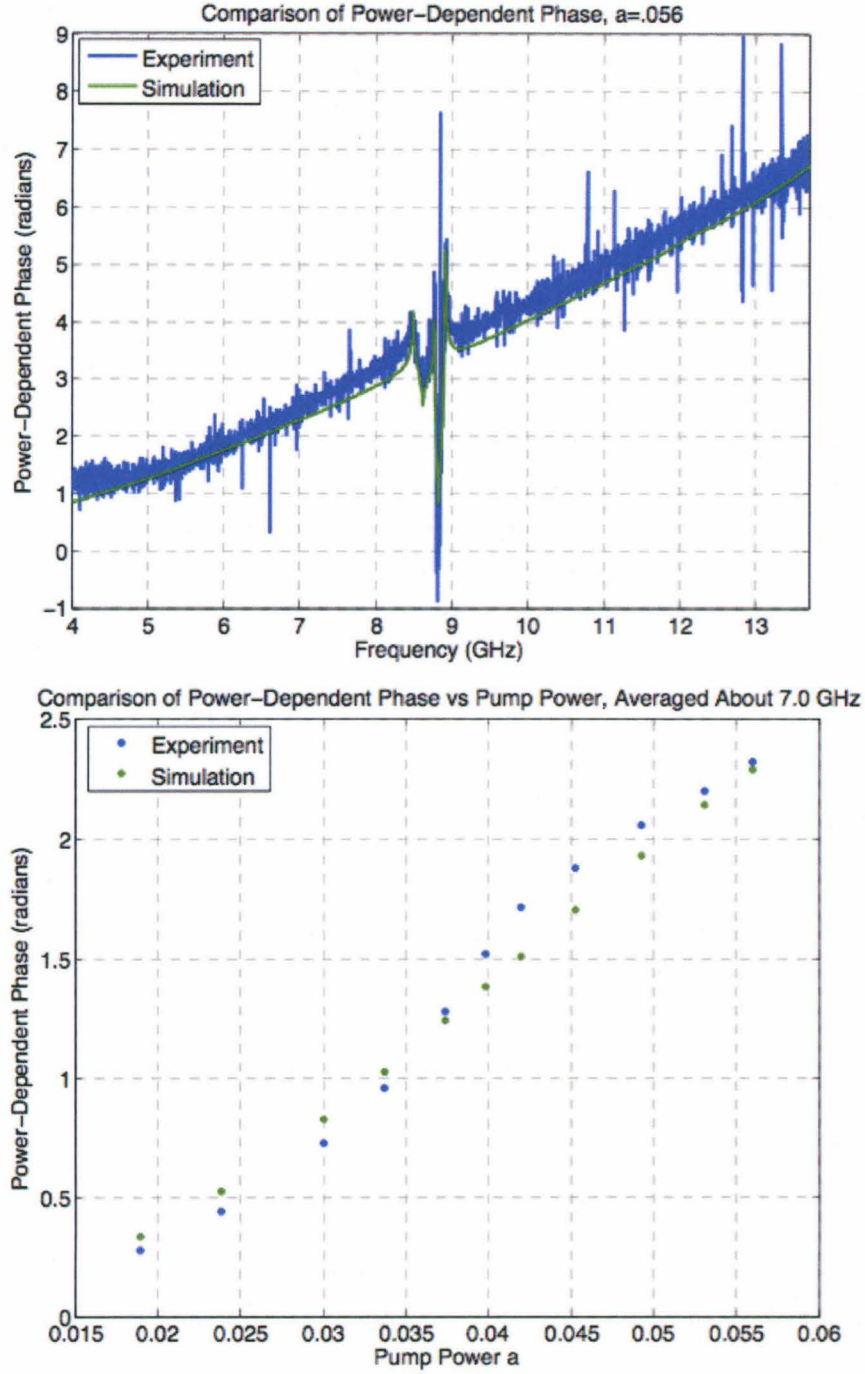 Comparison of Power-Dependent Phase, a=.056
9
8
7
6
5
4
3
2
1
0
-1
Experiment
Simulation
Power-Dependent Phase (radians)
4 5 6 7 8 9 10 11 12 13
Frequency (GHz)
Comparison of Power-Dependent Phase vs Pump Power, Averaged About 7.0 GHz
2.5
2
1.5
1
0.5
0
Experiment
Simulation
Power-Dependent Phase (radians)
0.015 0.02 0.025 0.03 0.035 0.04 0.045 0.05 0.055 0.06
Pump Power a